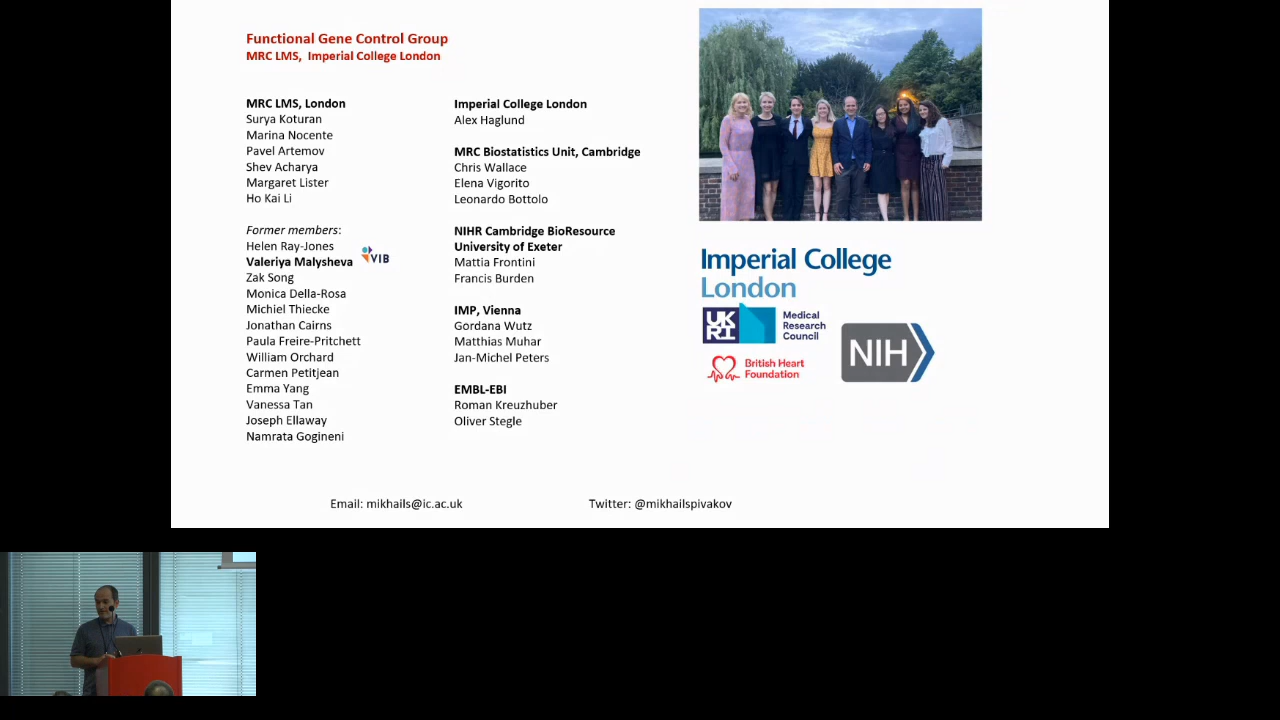 Functional Gene Control Group
MRC LMS, Imperial College London
MRC LMS, London
Surya Koturan
Marina Nocente
Pavel Artemov
Shev Acharya
Margaret Lister
Ho Kai Li
Former members:
Helen Ray-Jones
Valeriya Malysheva
VIB
Zak Song
Monica Della-Rosa
Michiel Thiecke
Jonathan Cairns
Paula Freire-Pritchett
William Orchard
Carmen Petitjean
Emma Yang
Vanessa Tan
Joseph Ellaway
Namrata Gogineni
Imperial College London
Alex Haglund
MRC Biostatistics Unit, Cambridge
Chris Wallace
Elena Vigorito
Leonardo Bottolo
NIHR Cambridge BioResource
University of Exeter
Mattia Frontini
Francis Burden
IMP, Vienna
Gordana Wutz
Matthias Muhar
Jan-Michel Peters
EMBL-EBI
Roman Kreuzhuber
Oliver Stegle
Imperial College
London
UK
RI
Medical
Research
Council
British Heart
Foundation
NIH
Email: mikhails@ic.ac.uk
Twitter: @mikhailspivakov